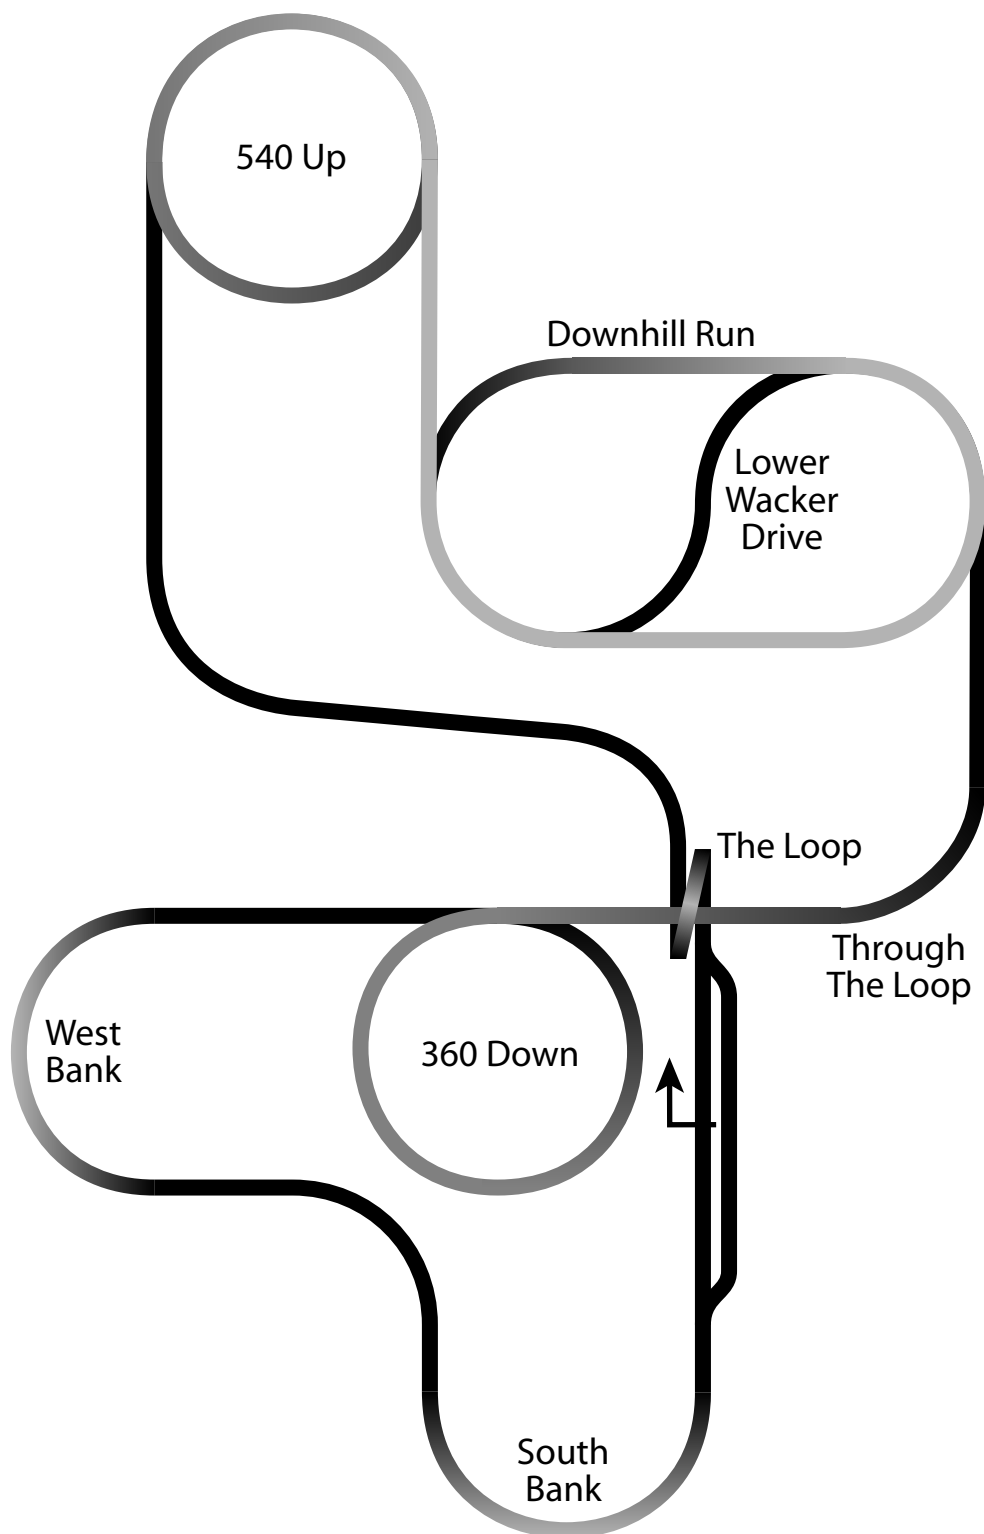 540 Up
Downhill Run
Lower
Wacker
Drive
The Loop
Through
The Loop
West
Bank
360 Down
South
Bank